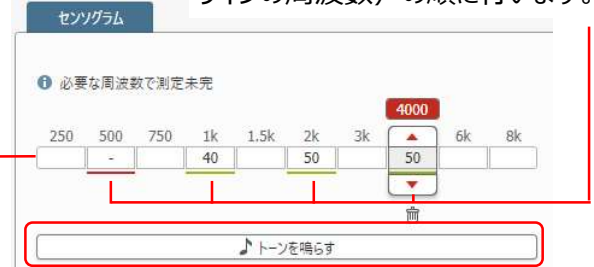 ラインの周波数) の順に行います。
センソグラム
必要な周波数で測定未完
4000
250 500 750 1k 1.5k 2k 3k 6k 8k
- 40 50 50
トーンを鳴らす